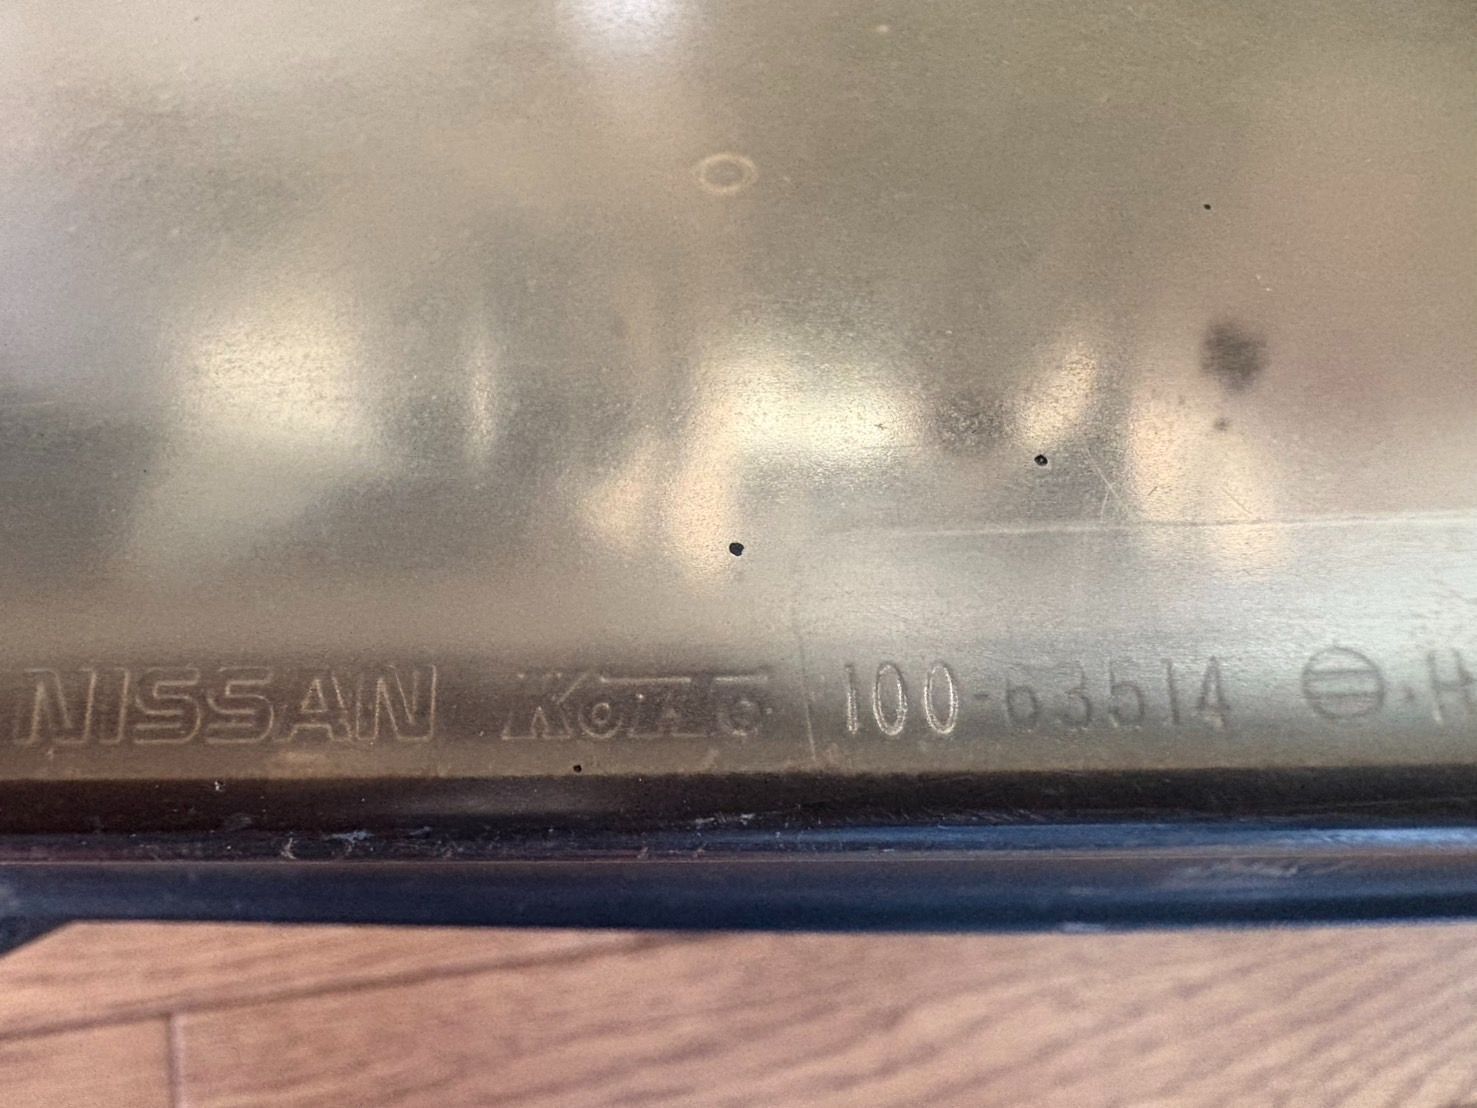 NISSAN KOITO 100-63514 ⊖·H